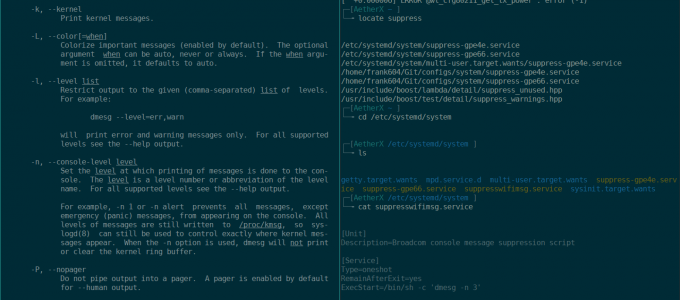 -k, --kernel
Print kernel messages.
-L, --color[=when]
Colorize important messages (enabled by default). The optional
argument when can be auto, never or always. If the when argu-
ment is omitted, it defaults to auto.
-l, --level list
Restrict output to the given (comma-separated) list of levels.
For example:
dmesg --level=err,warn
will print error and warning messages only. For all supported
levels see the --help output.
-n, --console-level level
Set the level at which printing of messages is done to the con-
sole. The level is a level number or abbreviation of the level
name. For all supported levels see the --help output.
For example, -n 1 or -n alert prevents all messages, except
emergency (panic) messages, from appearing on the console. All
levels of messages are still written to /proc/kmsg, so sys-
logd(8) can still be used to control exactly where kernel mes-
sages appear. When the -n option is used, dmesg will not print
or clear the kernel ring buffer.
-P, --nopager
Do not pipe output into a pager. A pager is enabled by default
for --human output.
ERROR @wl_cfg80211_get_tx_power : error (-1)
[AetherX ~ ]
locate suppress
/etc/systemd/system/suppress-gpe4e.service
/etc/systemd/system/suppress-gpe66.service
/etc/systemd/system/multi-user.target.wants/suppress-gpe4e.service
/home/frank604/Git/configs/system/suppress-gpe4e.service
/home/frank604/Git/configs/system/suppress-gpe66.service
/usr/include/boost/lambda/detail/suppress_unused.hpp
/usr/include/boost/test/detail/suppress_warnings.hpp
[AetherX ~ ]
cd /etc/systemd/system
[AetherX /etc/systemd/system ]
ls
getty.target.wants mpd.service.d multi-user.target.wants suppress-gpe4e.serv
ice suppress-gpe66.service suppresswifimsg.service sysinit.target.wants
[AetherX /etc/systemd/system ]
cat suppresswifimsg.service
[Unit]
Description=Broadcom console message suppression script
[Service]
Type=oneshot
RemainAfterExit=yes
ExecStart=/bin/sh -c 'dmesg -n 3'